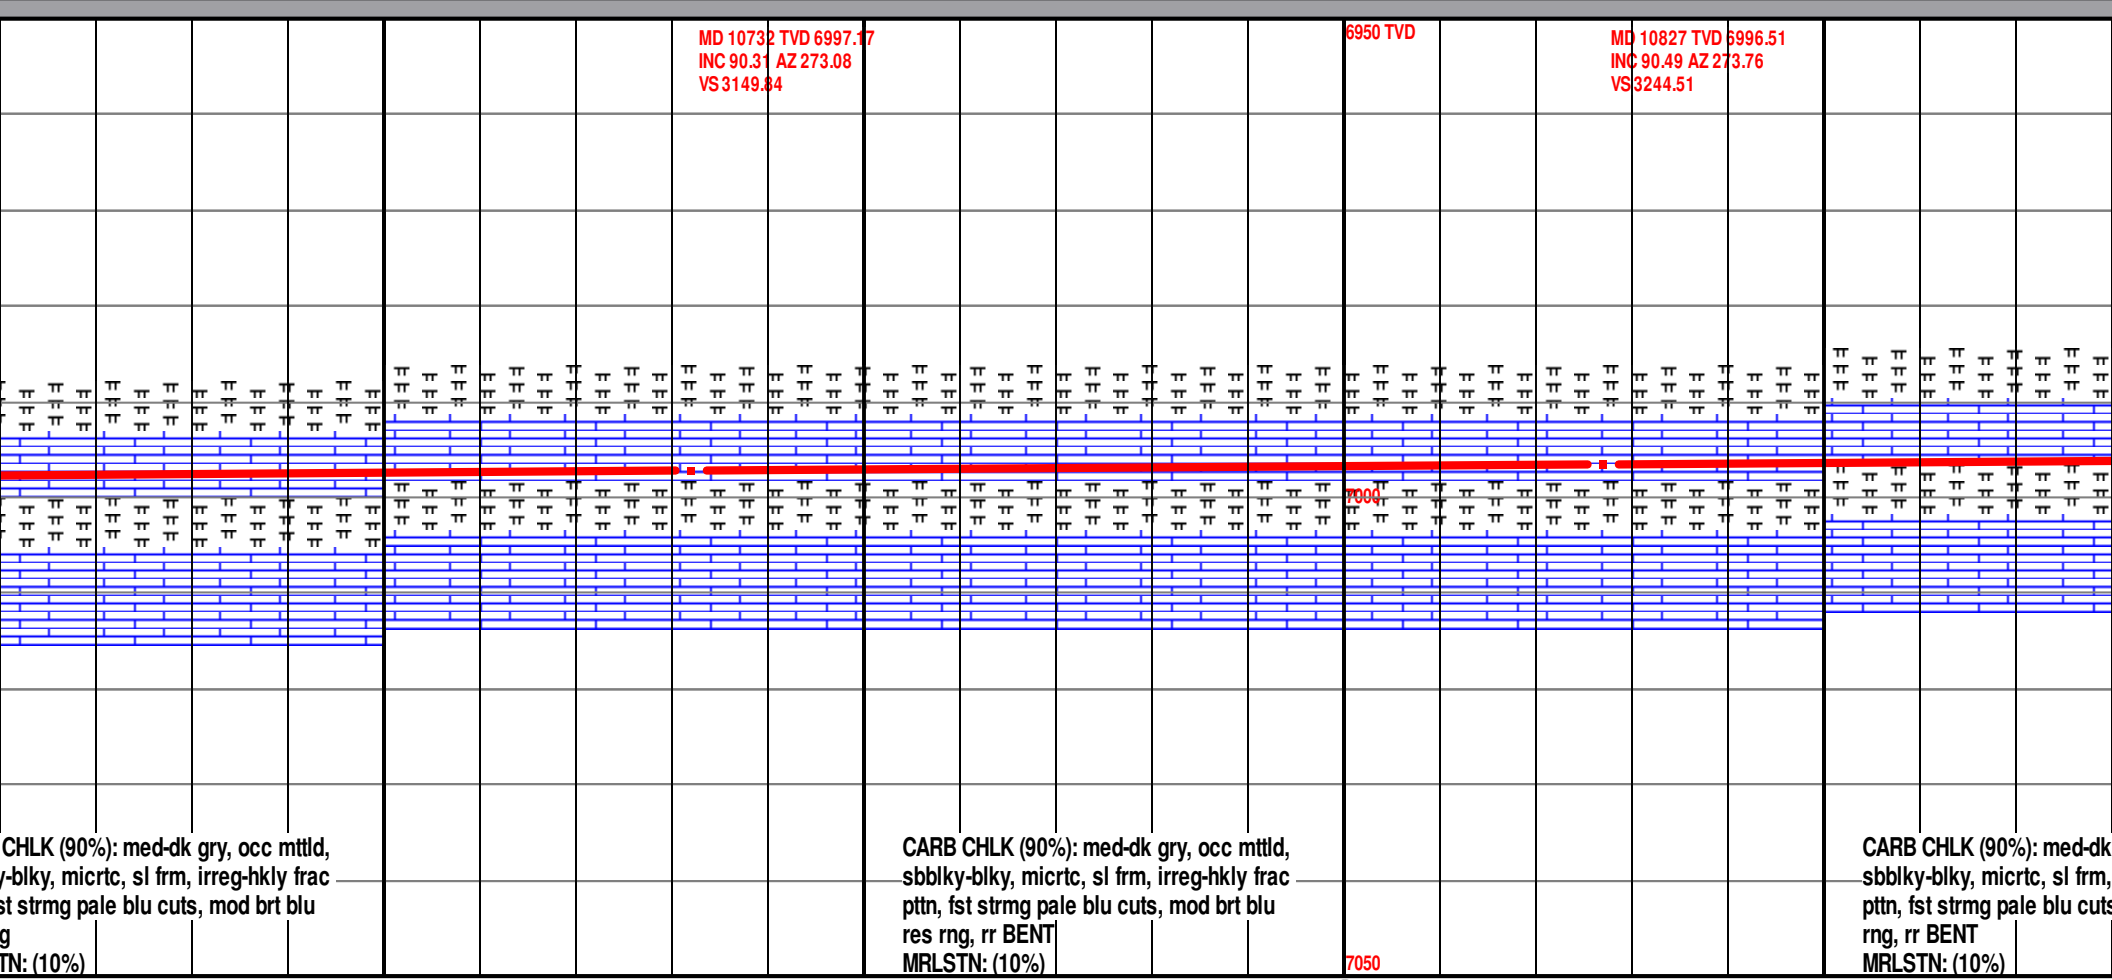 MD 10732 TVD 6997.17
INC 90.31 AZ 273.08
VS 3149.84
6950 TVD
MD 10827 TVD 6996.51
INC 90.49 AZ 273.76
VS 3244.51
7000
CHLK (90%): med-dk gry, occ mttld,
y-blky, micrtc, sl frm, irreg-hkly frac
st strmg pale blu cuts, mod brt blu
g
TN: (10%)
CARB CHLK (90%): med-dk gry, occ mttld,
sbblky-blky, micrtc, sl frm, irreg-hkly frac
pttn, fst strmg pale blu cuts, mod brt blu
res rng, rr BENT
MRLSTN: (10%)
7050
CARB CHLK (90%): med-dk
sbblky-blky, micrtc, sl frm,
pttn, fst strmg pale blu cuts
rng, rr BENT
MRLSTN: (10%)